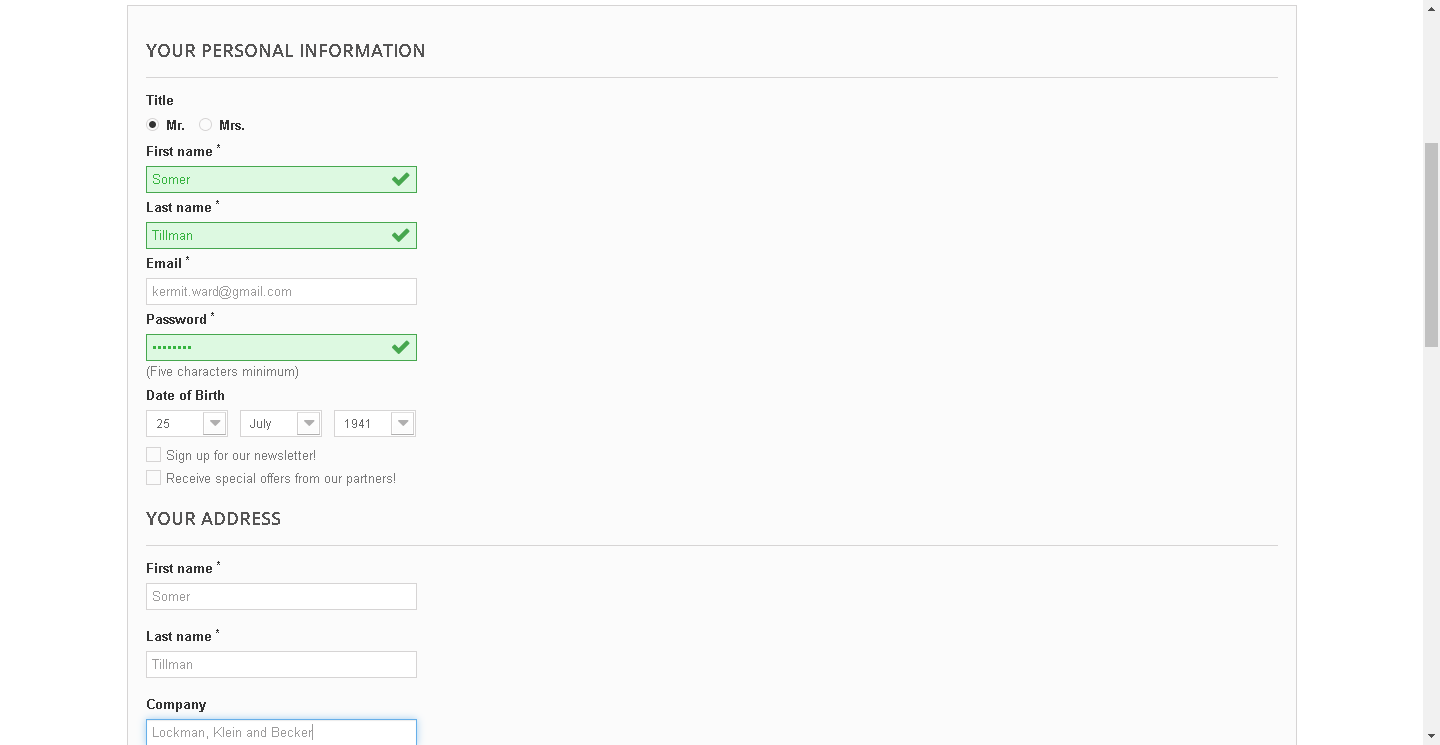 YOUR PERSONAL INFORMATION
Title
Mr. Mrs.
First name *
Somer
Last name *
Tillman
Email *
kermit.ward@gmail.com
Password *
••••••••
(Five characters minimum)
Date of Birth
25 July 1941
Sign up for our newsletter!
Receive special offers from our partners!
YOUR ADDRESS
First name *
Somer
Last name *
Tillman
Company
Lockman, Klein and Becker